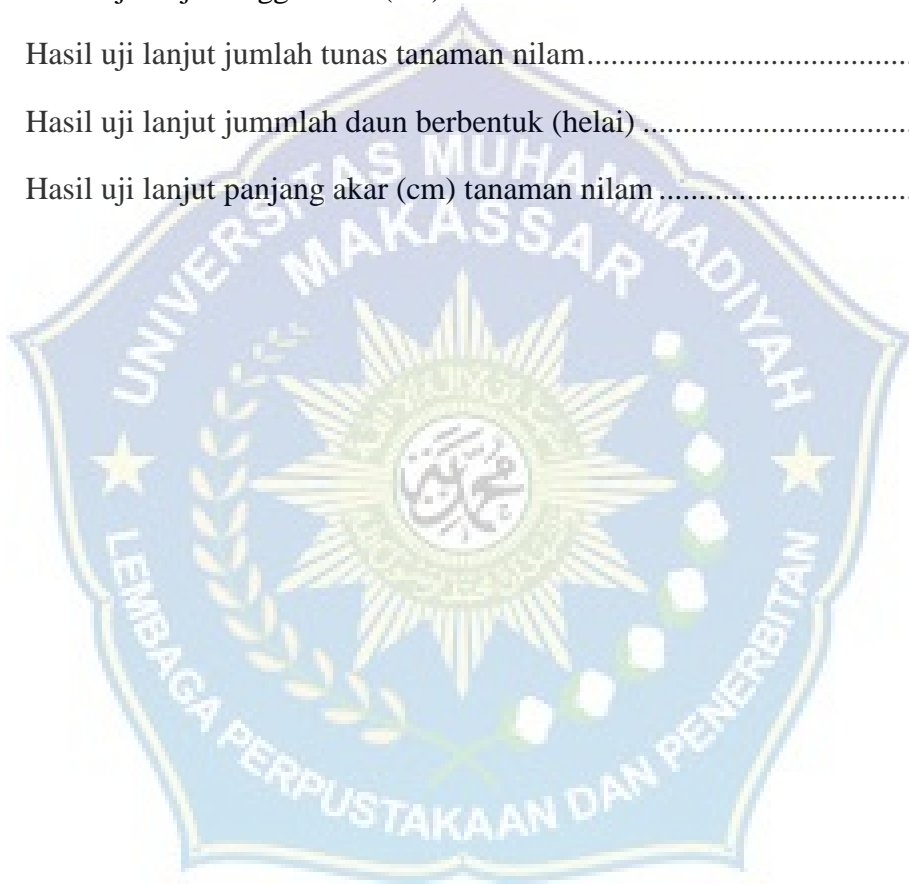 Hasil uji lanjut jumlah tunas tanaman nilam.......................................
Hasil uji lanjut jummlah daun berbentuk (helai) .................................
Hasil uji lanjut panjang akar (cm) tanaman nilam ...............................
UNIVERSITAS MUHAMMADIYAH
MAKASSAR
LEMBAGA PERPUSTAKAAN DAN PENERBITAN